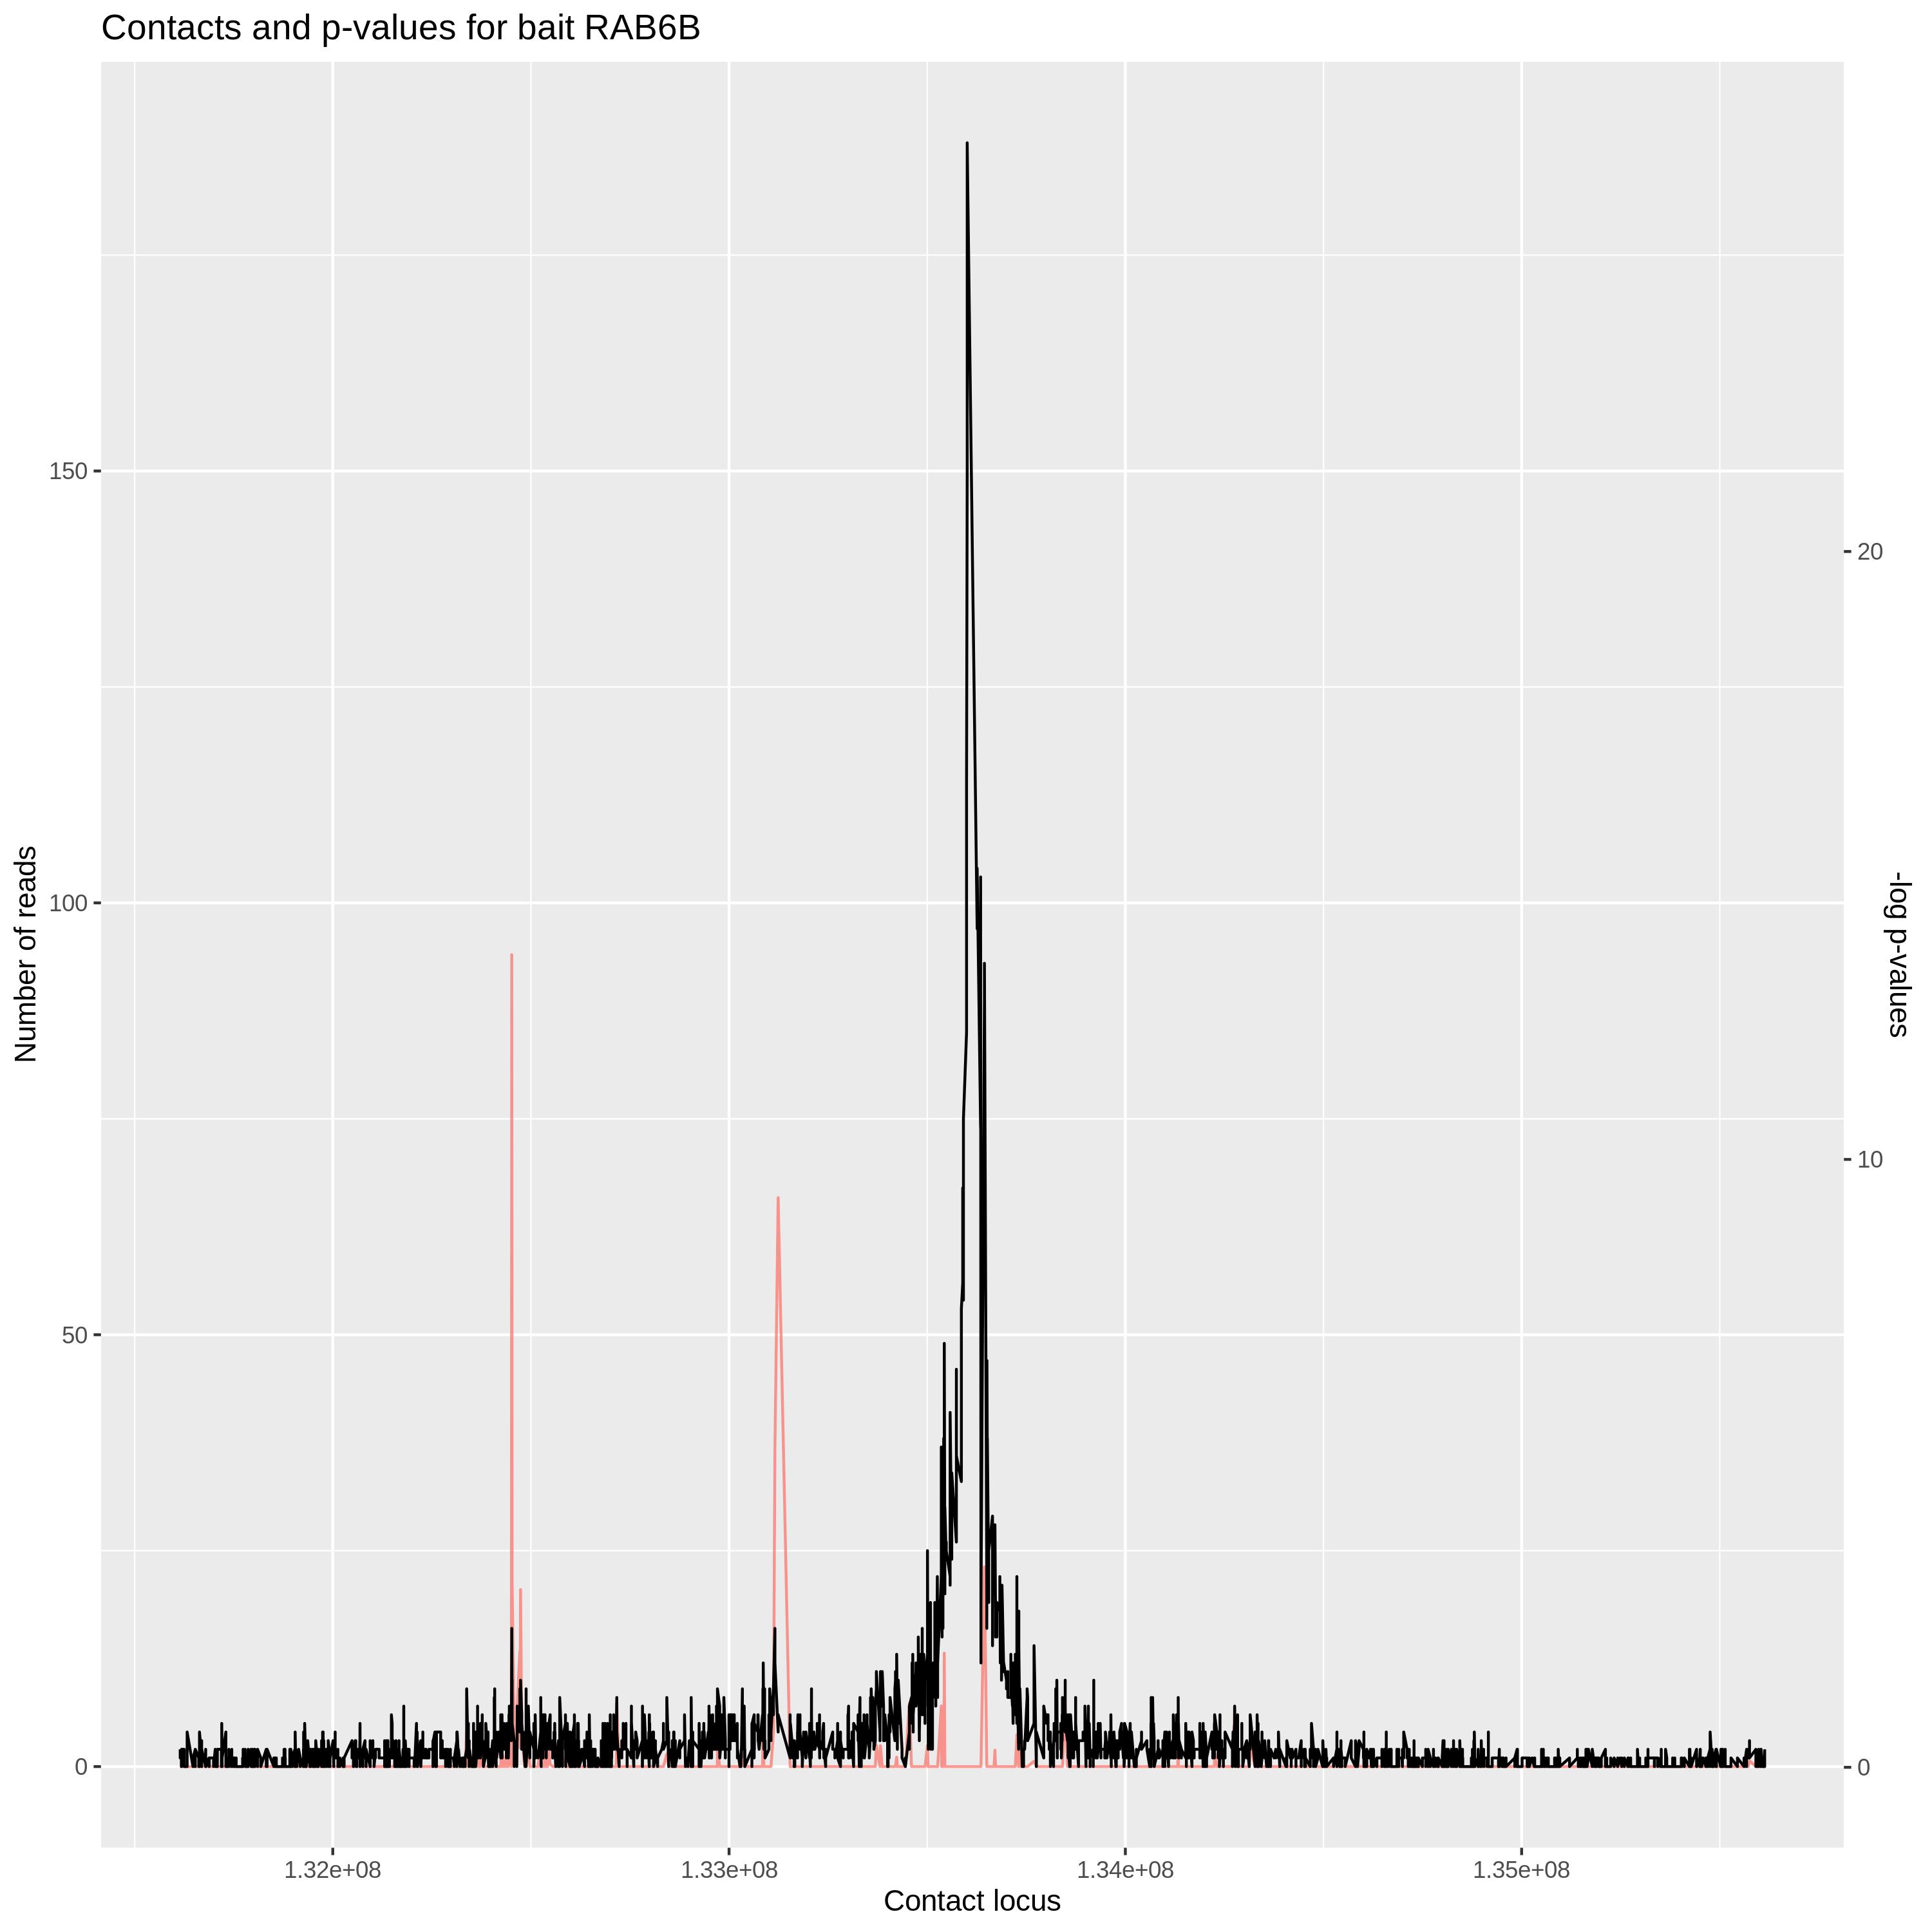 Contacts and p-values for bait RAB6B
Number of reads
150
100
50
0
20
10
0
-log p-values
1.32e+08
1.33e+08
1.34e+08
1.35e+08
Contact locus